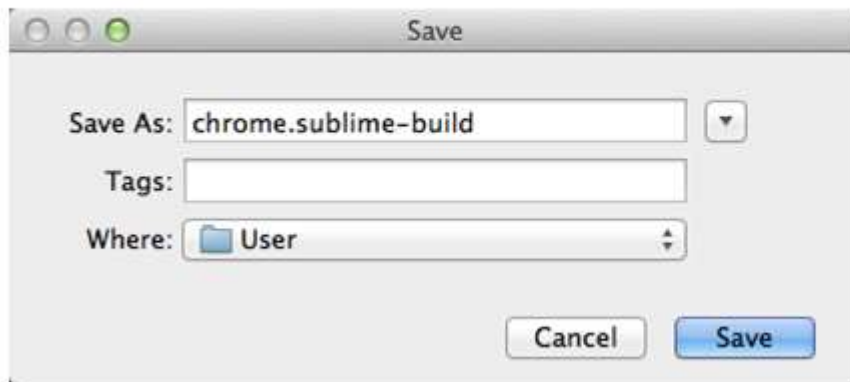 Save
Save As: chrome.sublime-build
Tags:
Where: User
Cancel Save